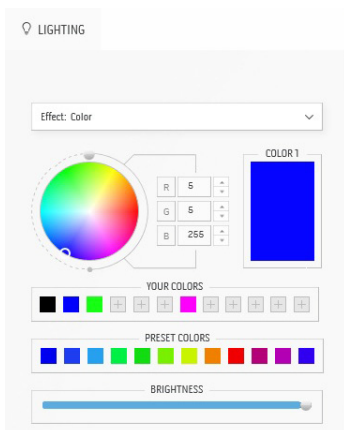 LIGHTING
Effect: Color
COLOR 1
R 5
G 5
B 255
YOUR COLORS
PRESET COLORS
BRIGHTNESS